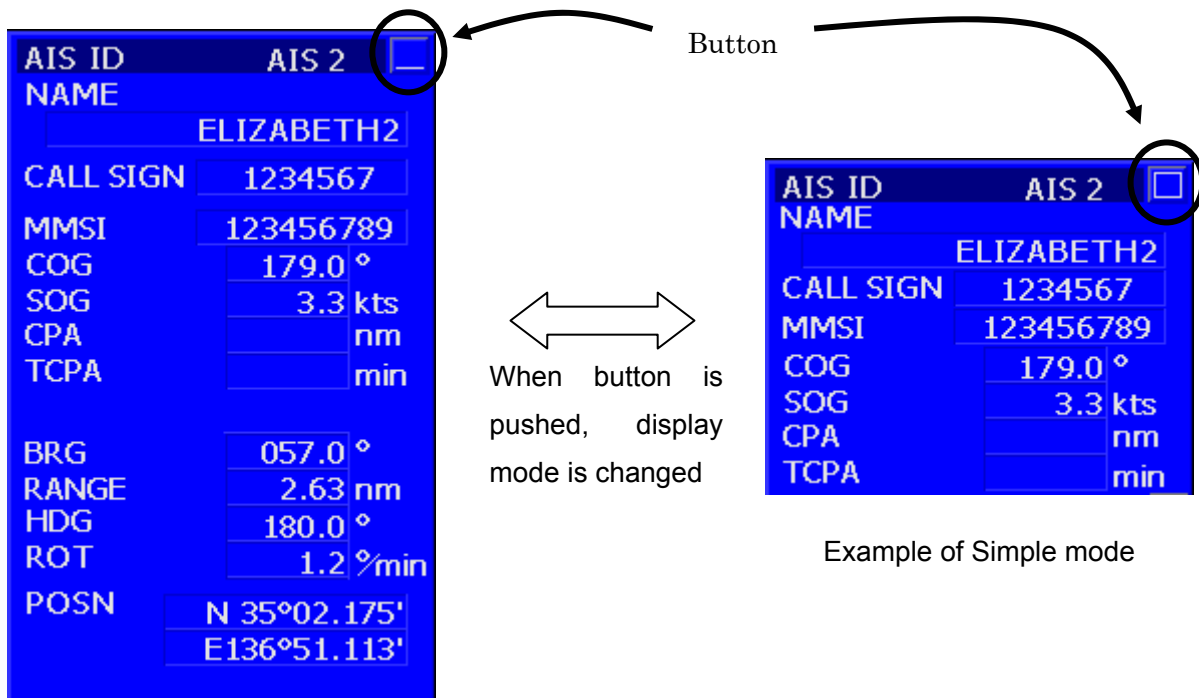 Button
AIS ID AIS 2
NAME
ELIZABETH2
CALL SIGN 1234567
MMSI 123456789
COG 179.0 °
SOG 3.3 kts
CPA nm
TCPA min
BRG 057.0 °
RANGE 2.63 nm
HDG 180.0 °
ROT 1.2 °/min
POSN N 35°02.175'
E136°51.113'
When button is
pushed, display
mode is changed
AIS ID AIS 2
NAME
ELIZABETH2
CALL SIGN 1234567
MMSI 123456789
COG 179.0 °
SOG 3.3 kts
CPA nm
TCPA min
Example of Simple mode